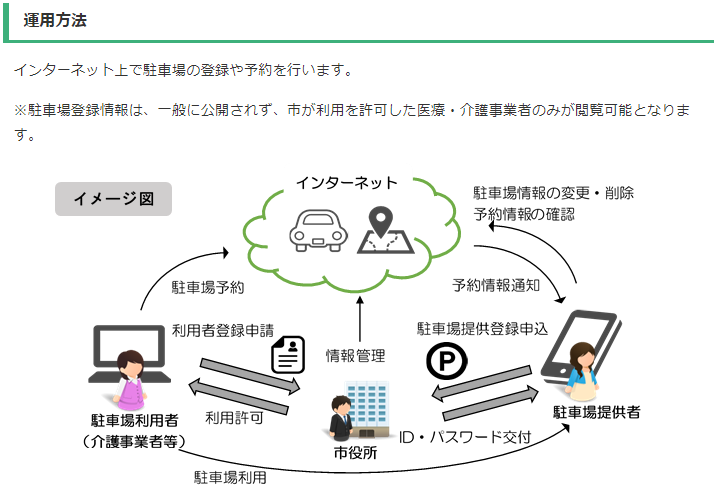 運用方法
インターネット上で駐車場の登録や予約を行います。
※駐車場登録情報は、一般に公開されず、市が利用を許可した医療・介護事業者のみが閲覧可能となりま
す。
イメージ図
インターネット
駐車場情報の変更・削除
予約情報の確認
駐車場予約
予約情報通知
利用者登録申請
情報管理
駐車場提供登録申込
P
利用許可
ID・パスワード交付
駐車場利用者
（介護事業者等）
市役所
駐車場提供者
駐車場利用